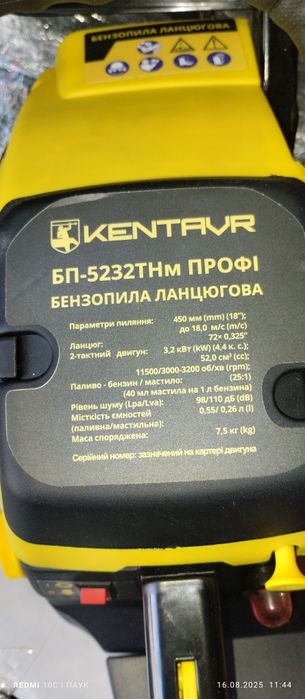 БЕНЗОПИЛА ЛАНЦЮГОВА
KENTAVR
БП-5232ТНм ПРОФІ
БЕНЗОПИЛА ЛАНЦЮГОВА
Параметри пиляння: 450 мм (mm) (18");
до 18,0 м/с (m/c)
Ланцюг: 72× 0,325"
2-тактний двигун: 3,2 кВт (kW) (4,4 к. с.);
52,0 см³ (сс);
11500/3000-3200 об/хв (rpm);
Паливо - бензин / мастило: (25:1)
(40 мл мастила на 1 л бензина)
Рівень шуму (Lpa/Lva): 98/110 дБ (dB)
Місткість ємностей 0,55/ 0,26 л (l)
(паливна/мастильна):
Маса споряджена: 7,5 кг (kg)
Серійний номер: зазначений на картері двигуна
REDMI 10C | ПАУК
16.08.2025 11:44